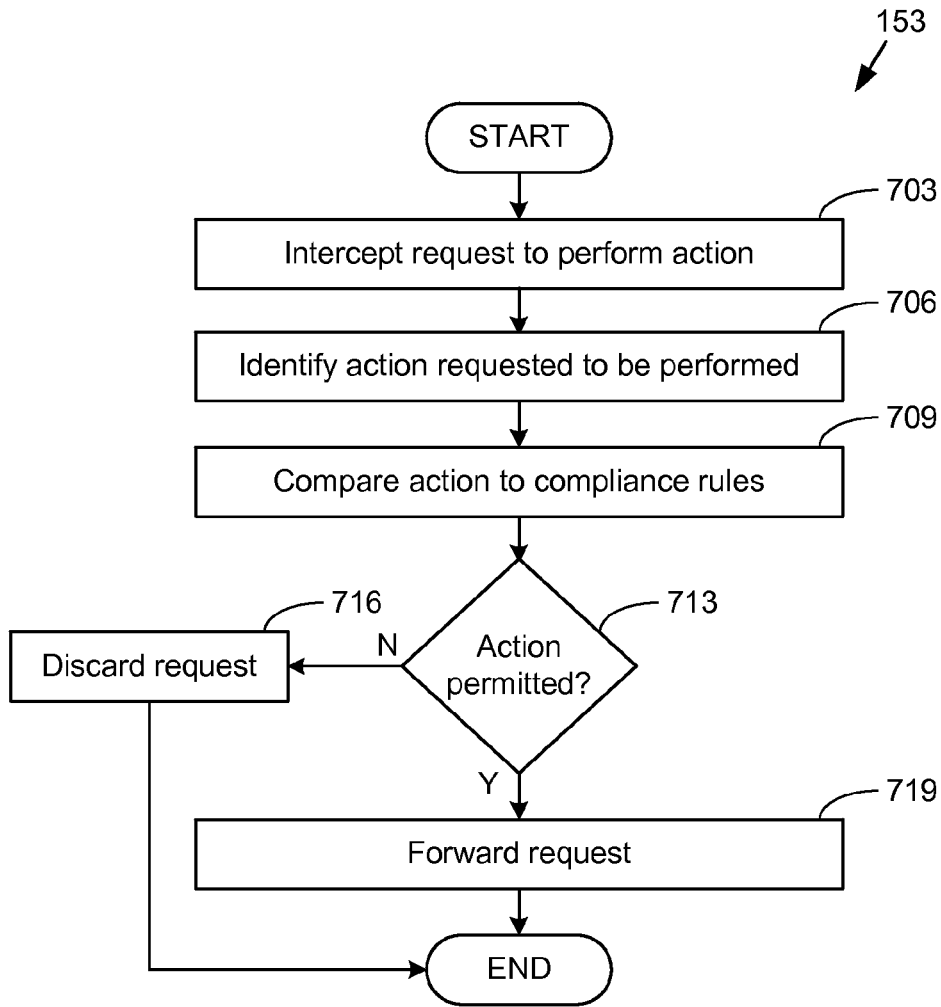 153
START
703
Intercept request to perform action
706
Identify action requested to be performed
709
Compare action to compliance rules
716
713
N
Action
permitted?
Discard request
Y
719
Forward request
END